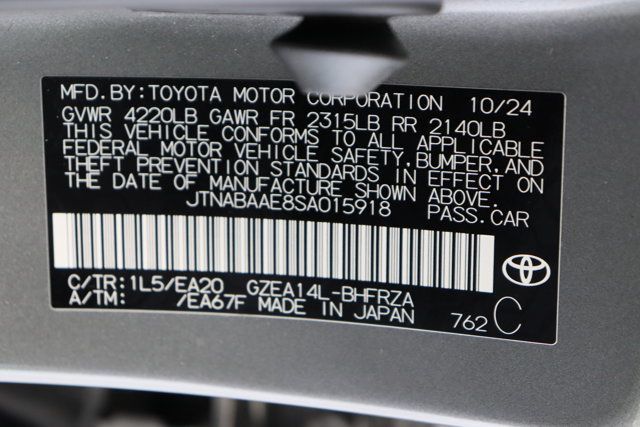 MFD.BY:TOYOTA MOTOR CORPORATION 10/24
GVWR 4220LB GAWR FR 2315LB RR 2140LB
THIS VEHICLE CONFORMS TO ALL APPLICABLE
FEDERAL MOTOR VEHICLE SAFETY,BUMPER,AND
THEFT PREVENTION STANDARDS IN EFFECT ON
THE DATE OF MANUFACTURE SHOWN ABOVE.
JTNABAAE8SA015918 PASS.CAR
C/TR:1L5/EA20 GZEA14L-BHFRZA
A/TM: /EA67F MADE IN JAPAN 762 C